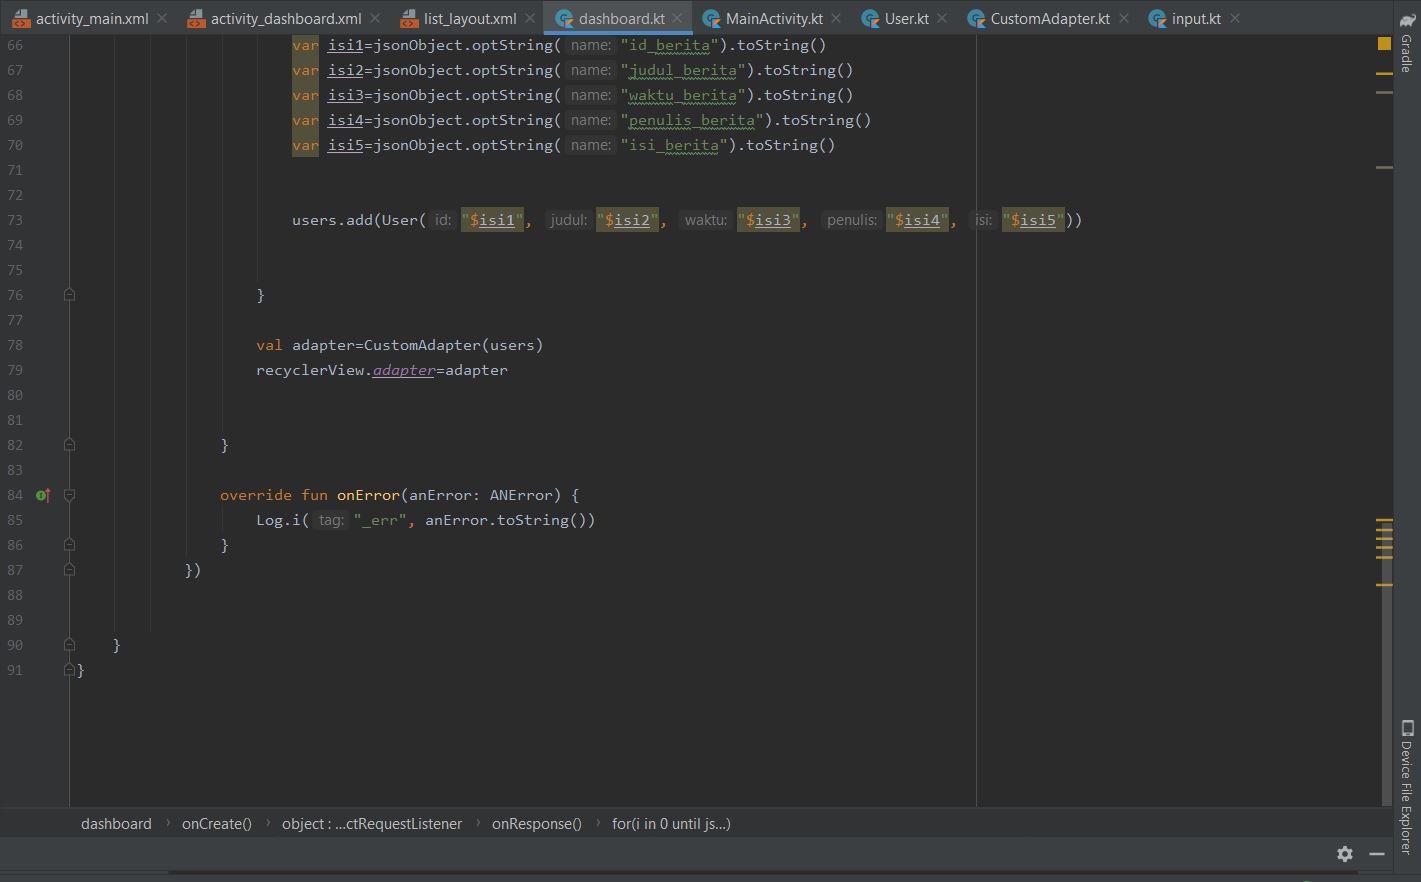 activity_main.xml activity_dashboard.xml list_layout.xml dashboard.kt MainActivity.kt User.kt CustomAdapter.kt input.kt
66 var isi1=jsonObject.optString( name: "id_berita").toString()
67 var isi2=jsonObject.optString( name: "judul_berita").toString()
68 var isi3=jsonObject.optString( name: "waktu_berita").toString()
69 var isi4=jsonObject.optString( name: "penulis_berita").toString()
70 var isi5=jsonObject.optString( name: "isi_berita").toString()
71
72
73 users.add(User( id: "$isi1", judul: "$isi2", waktu: "$isi3", penulis: "$isi4", isi: "$isi5"))
74
75
76 }
77
78 val adapter=CustomAdapter(users)
79 recyclerView.adapter=adapter
80
81
82 }
83
84 override fun onError(anError: ANError) {
85 Log.i( tag: "_err", anError.toString())
86 }
87 })
88
89
90 }
91 }
dashboard › onCreate() › object : ...ctRequestListener › onResponse() › for(i in 0 until js...)
Gradle
Device File Explorer